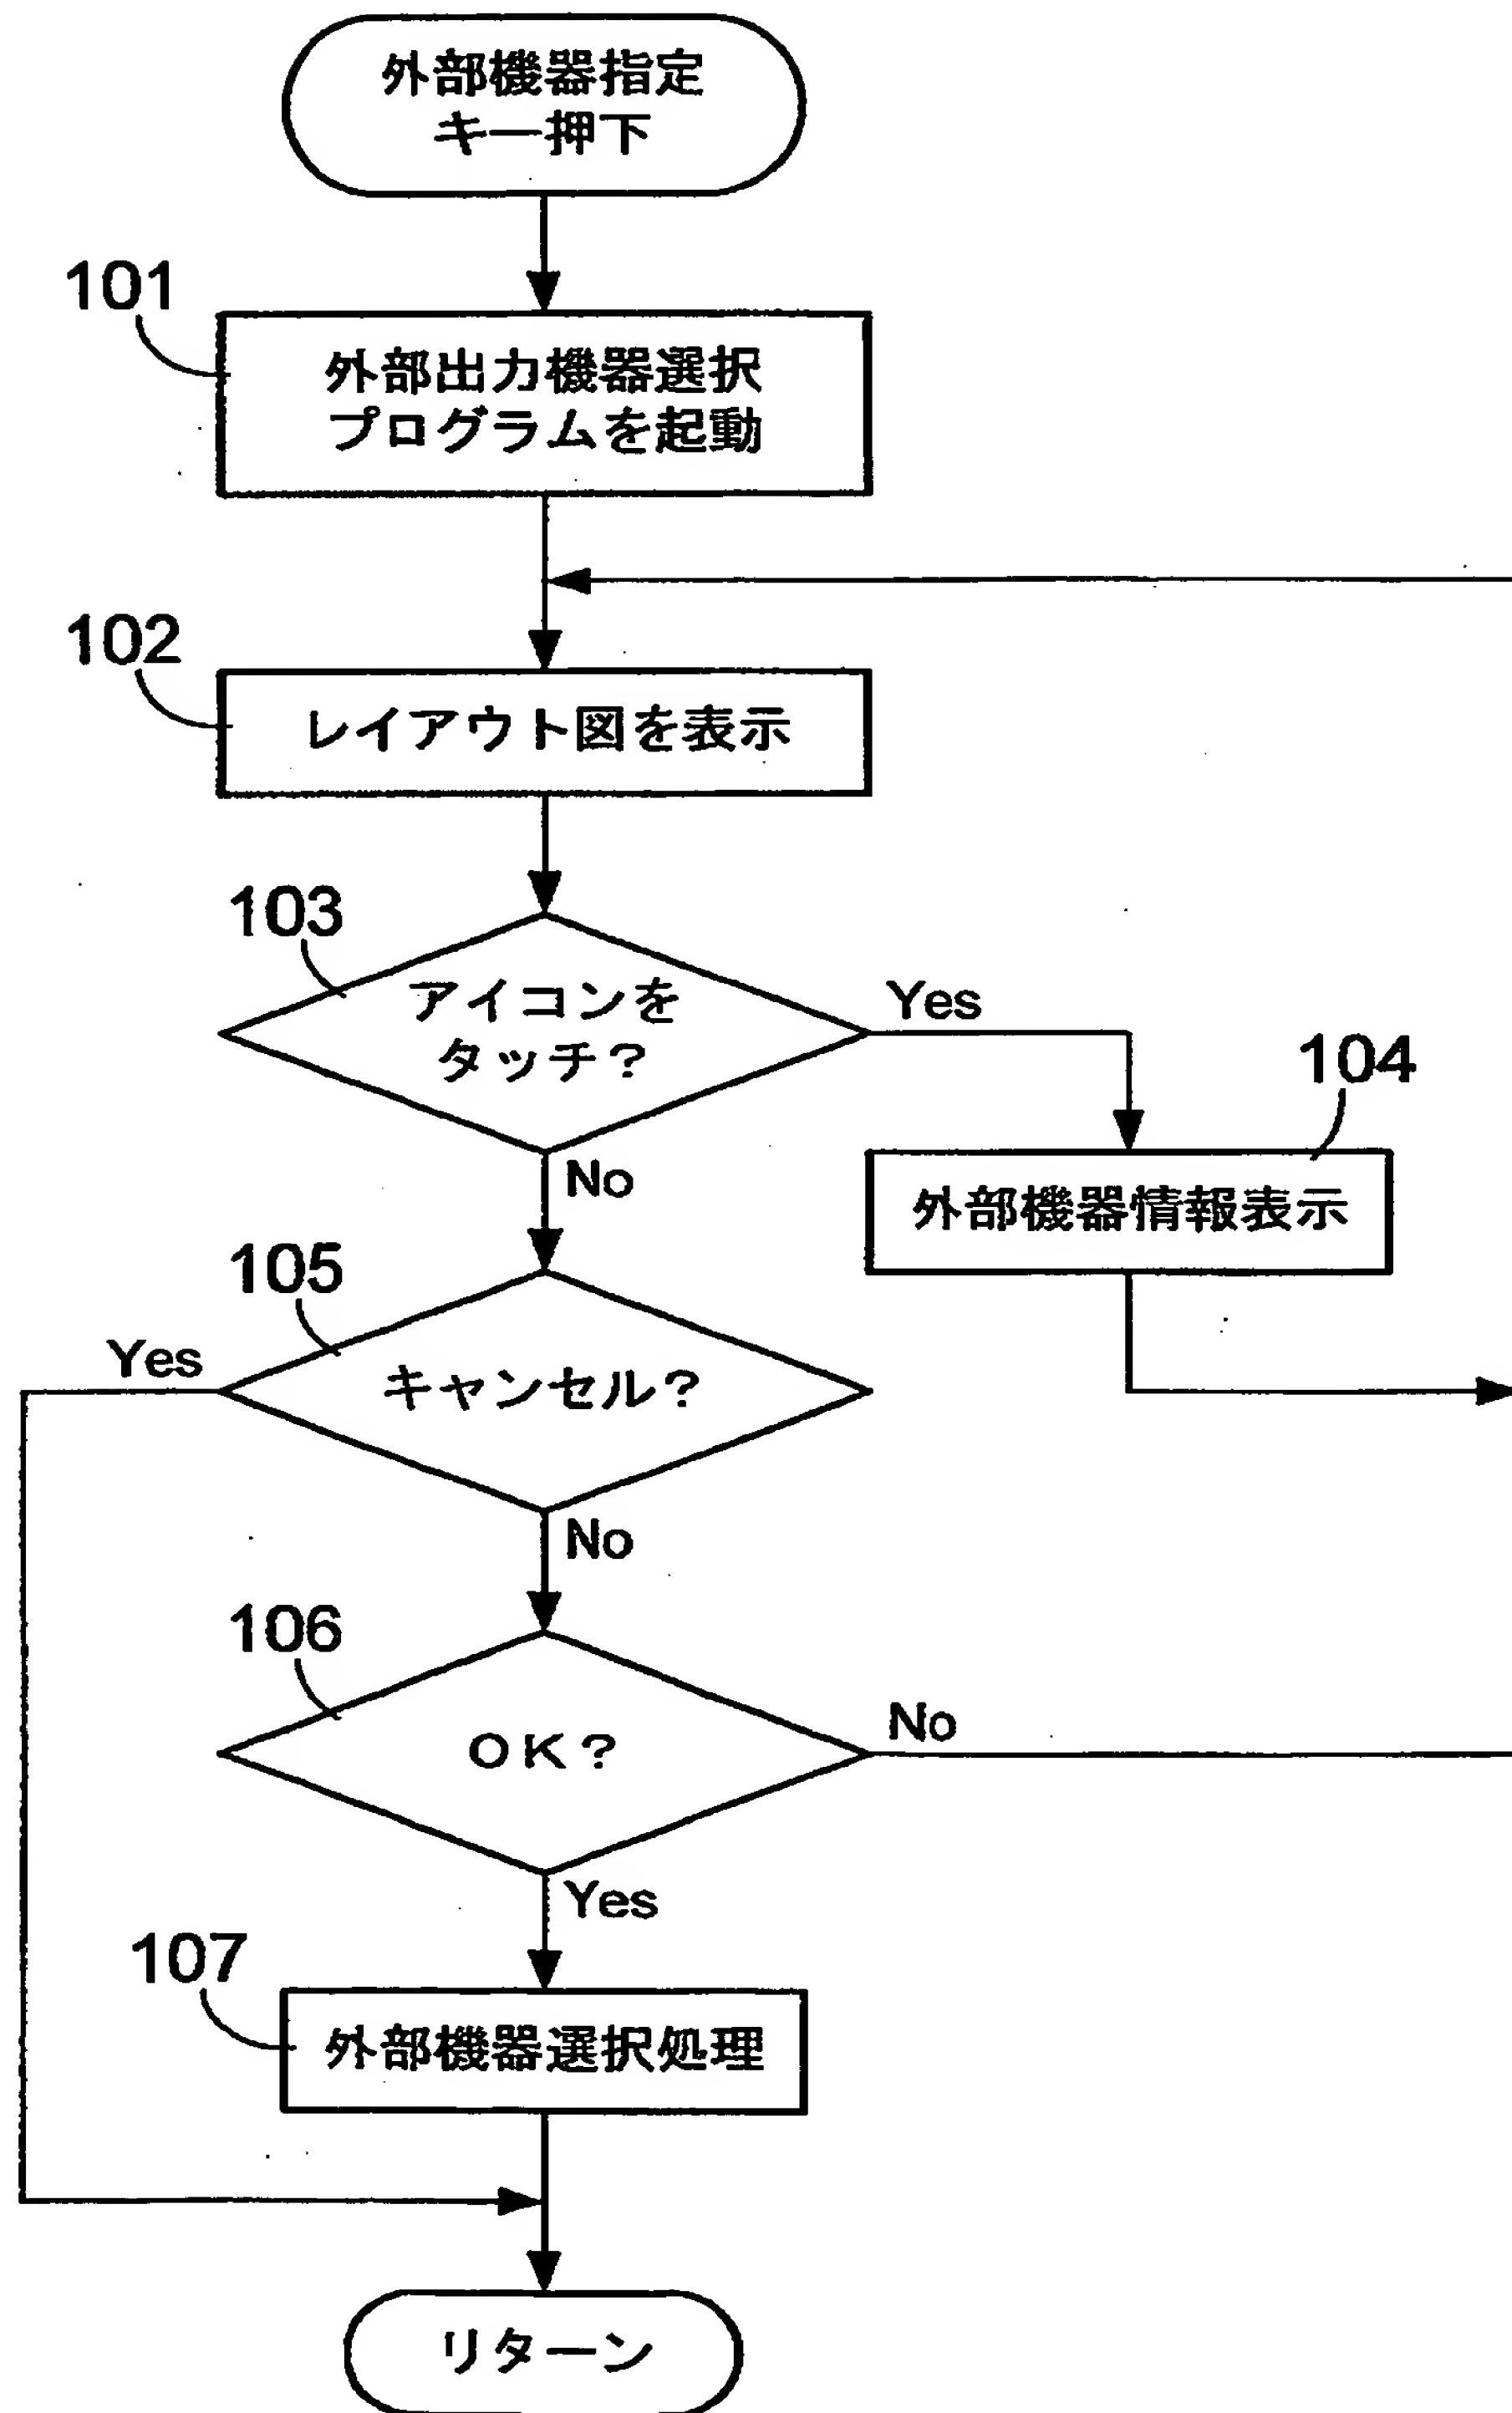 外部機器指定
キー押下
101
外部出力機器選択
プログラムを起動
102
レイアウト図を表示
103
アイコンを
タッチ？
Yes
104
No
外部機器情報表示
105
Yes
キャンセル？
No
106
OK？
No
Yes
107
外部機器選択処理
リターン